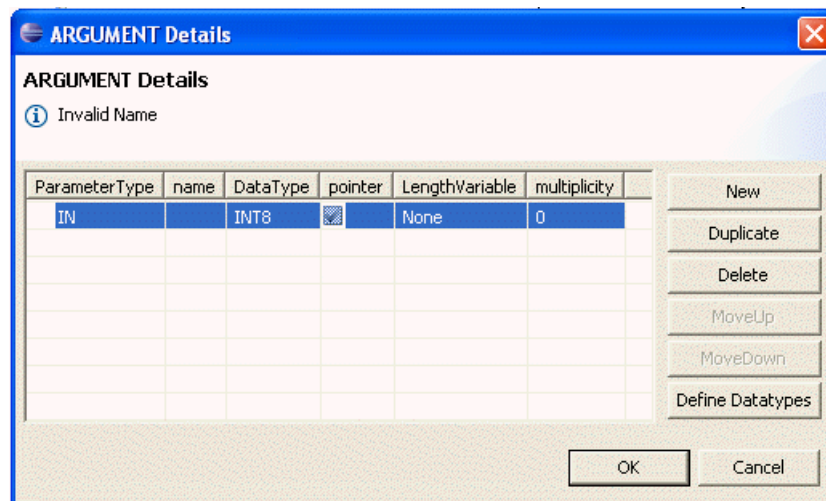 ARGUMENT Details
ARGUMENT Details
Invalid Name
ParameterType name DataType pointer LengthVariable multiplicity
IN INT8 None 0
New
Duplicate
Delete
MoveUp
MoveDown
Define Datatypes
OK Cancel